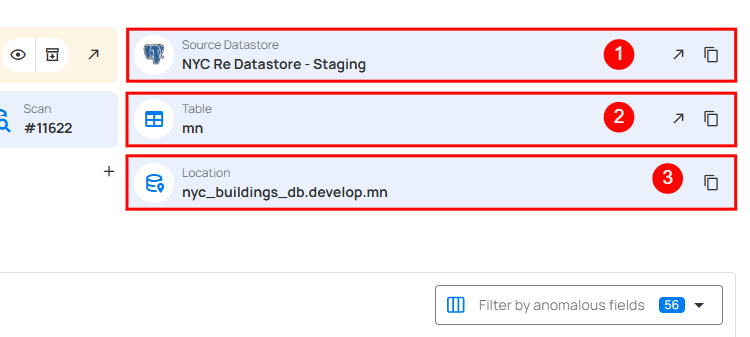 Source Datastore
NYC Re Datastore - Staging
1
Scan
#11622
Table
mn
2
Location
nyc_buildings_db.develop.mn
3
Filter by anomalous fields 56